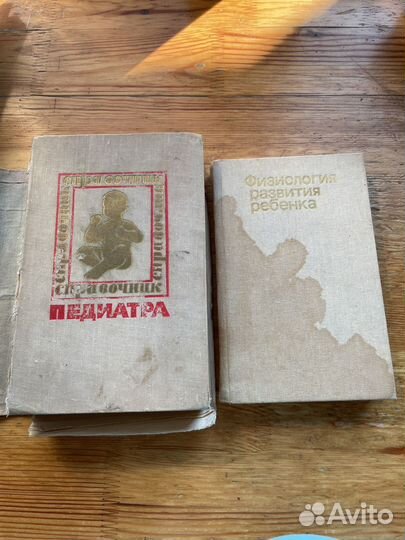 справочник
справочник
справочник
справочник
ПЕДИАТРА
Физиология
развития
ребенка
Avito